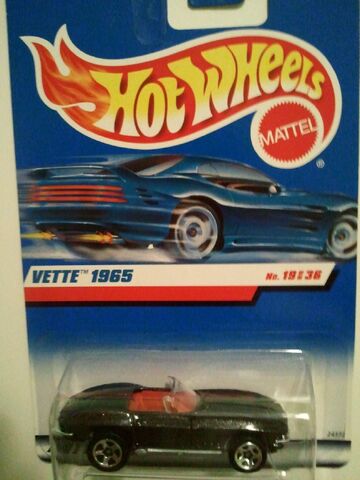 HOT WHEELS
MATTEL
®
VETTE™ 1965
No. 19 OF 36